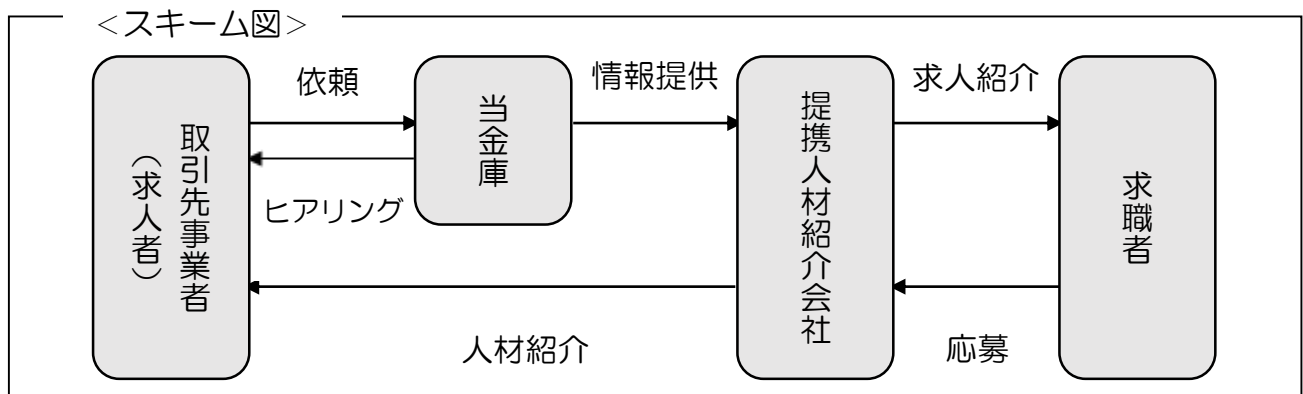 ＜スキーム図＞
取引先事業者
（求人者）
依頼
ヒアリング
当金庫
情報提供
提携人材紹介会社
求人紹介
求職者
応募
人材紹介